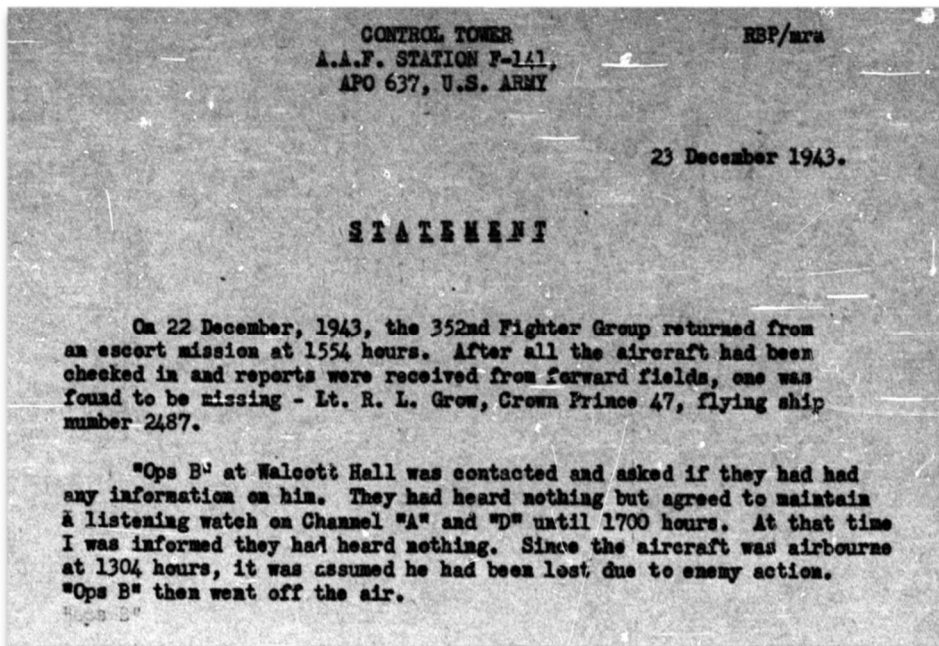 CONTROL TOWER RBP/mra
A.A.F. STATION F-141,
APO 637, U.S. ARMY
23 December 1943.
STATEMENT
On 22 December, 1943, the 352nd Fighter Group returned from
an escort mission at 1554 hours. After all the aircraft had been
checked in and reports were received from forward fields, one was
found to be missing - Lt. R. L. Grow, Crown Prince 47, flying ship
number 2487.
"Ops B" at Walcott Hall was contacted and asked if they had had
any information on him. They had heard nothing but agreed to maintain
a listening watch on Channel "A" and "D" until 1700 hours. At that time
I was informed they had heard nothing. Since the aircraft was airbourne
at 1304 hours, it was assumed he had been lost due to enemy action.
"Ops B" then went off the air.
"Ops B"